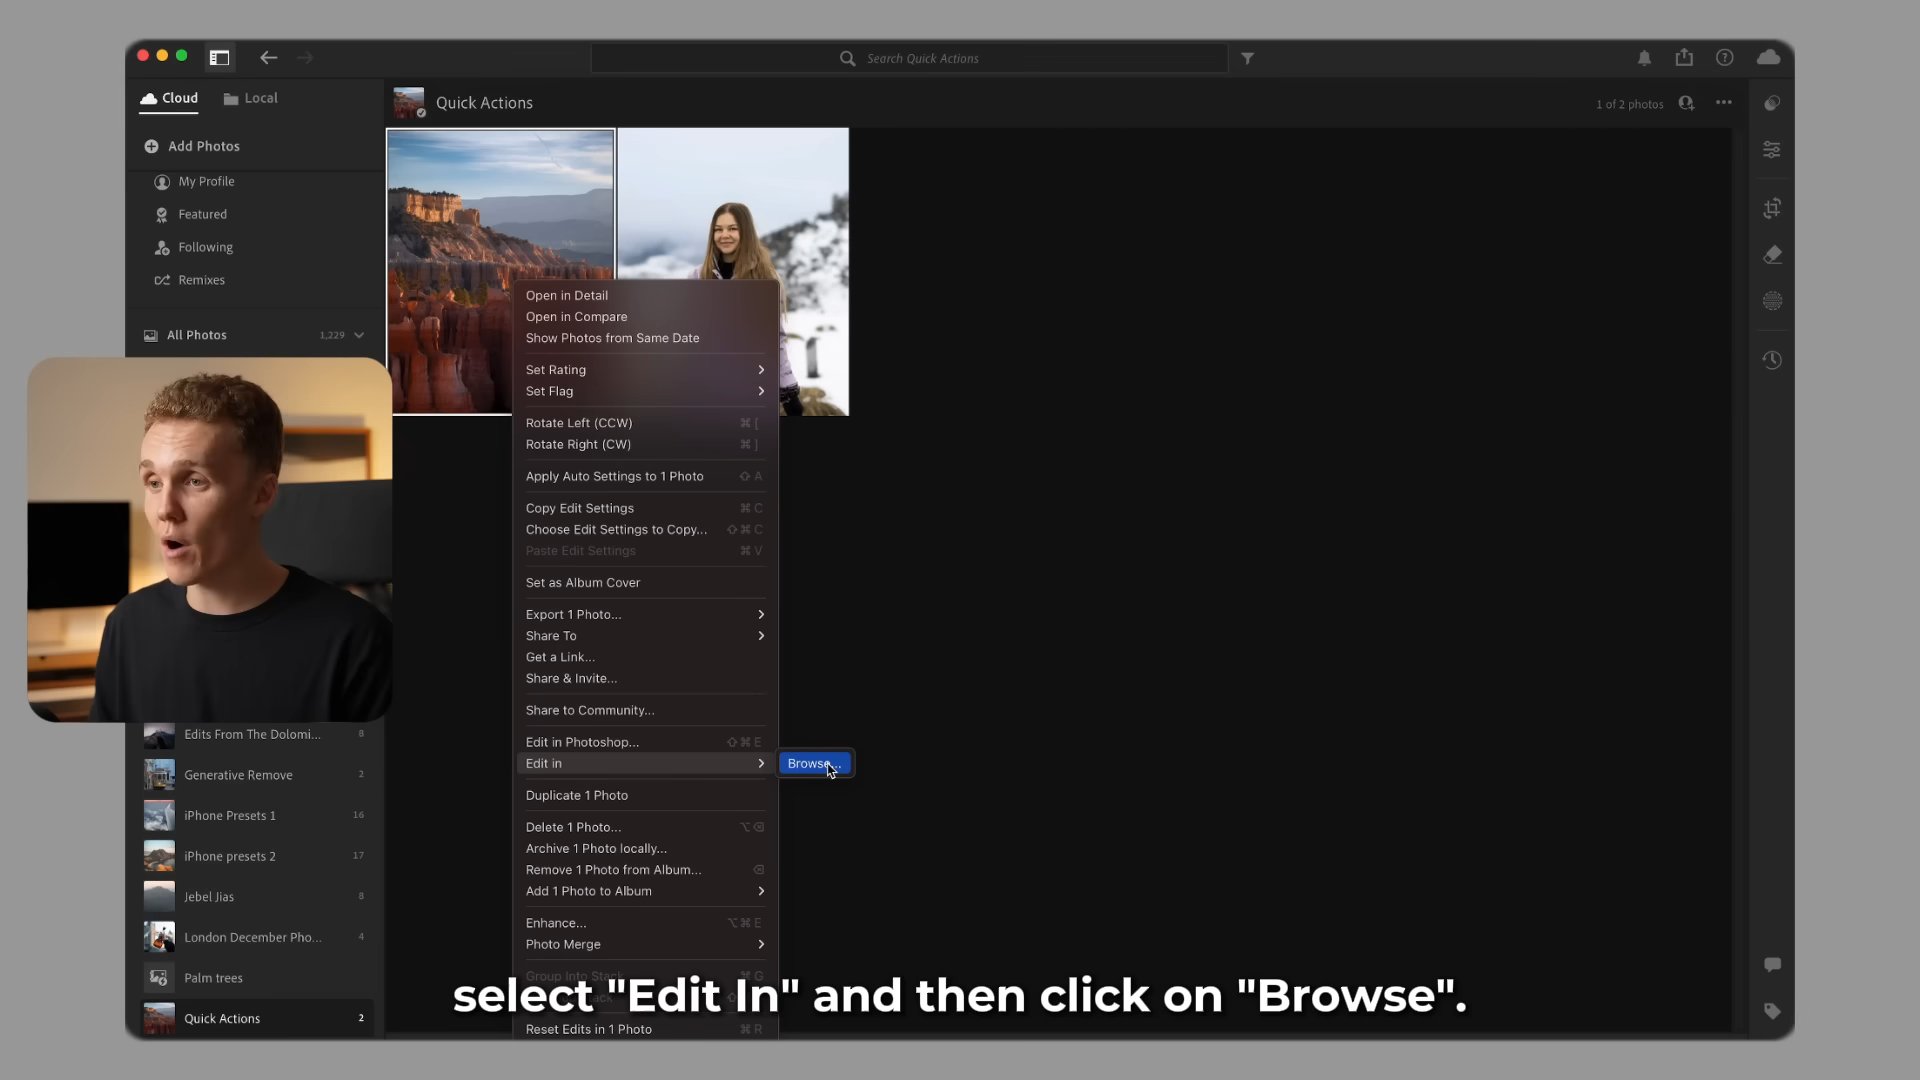 Search Quick Actions
Cloud
Local
Quick Actions
1 of 2 photos
Add Photos
My Profile
Featured
Following
Remixes
All Photos
1,229
Open in Detail
Open in Compare
Show Photos from Same Date
Set Rating
Set Flag
Rotate Left (CCW) ⌘ [
Rotate Right (CW) ⌘ ]
Apply Auto Settings to 1 Photo ⇧ A
Copy Edit Settings ⌘ C
Choose Edit Settings to Copy... ⇧ ⌘ C
Paste Edit Settings ⌘ V
Set as Album Cover
Export 1 Photo...
Share To
Get a Link...
Share & Invite...
Share to Community...
Edit in Photoshop... ⇧ ⌘ E
Edit in
Browse...
Duplicate 1 Photo
Delete 1 Photo... ⌥ ⌫
Archive 1 Photo locally...
Remove 1 Photo from Album... ⌫
Add 1 Photo to Album
Enhance... ⌥ ⌘ E
Photo Merge
Group Into Stack ⌘ G
Reset Edits in 1 Photo ⌘ R
Edits From The Dolomi... 8
Generative Remove 2
iPhone Presets 1 16
iPhone presets 2 17
Jebel Jias 8
London December Pho... 4
Palm trees
Quick Actions 2
select "Edit In" and then click on "Browse".